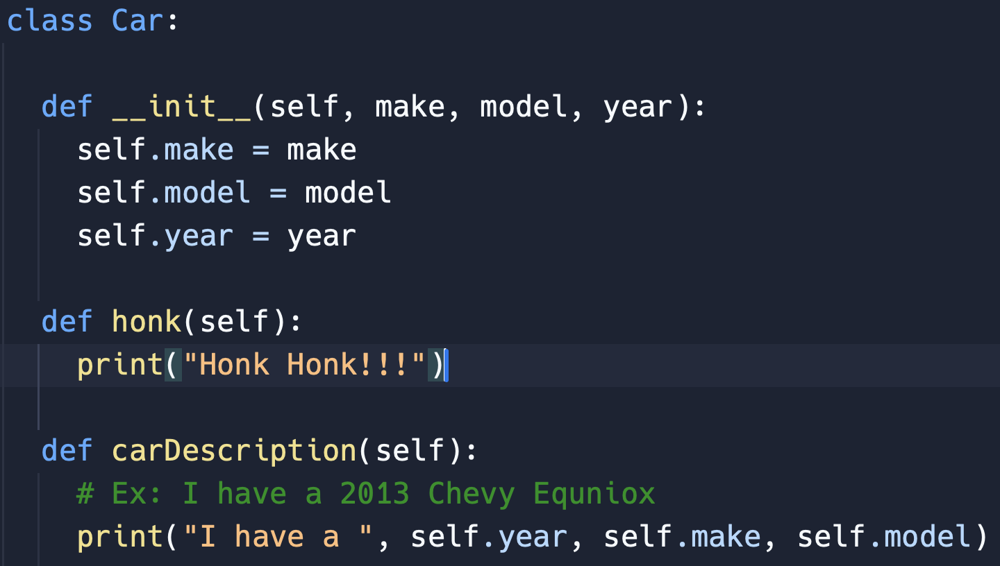 class Car:
def __init__(self, make, model, year):
self.make = make
self.model = model
self.year = year
def honk(self):
print("Honk Honk!!!")
def carDescription(self):
# Ex: I have a 2013 Chevy Equniox
print("I have a ", self.year, self.make, self.model)